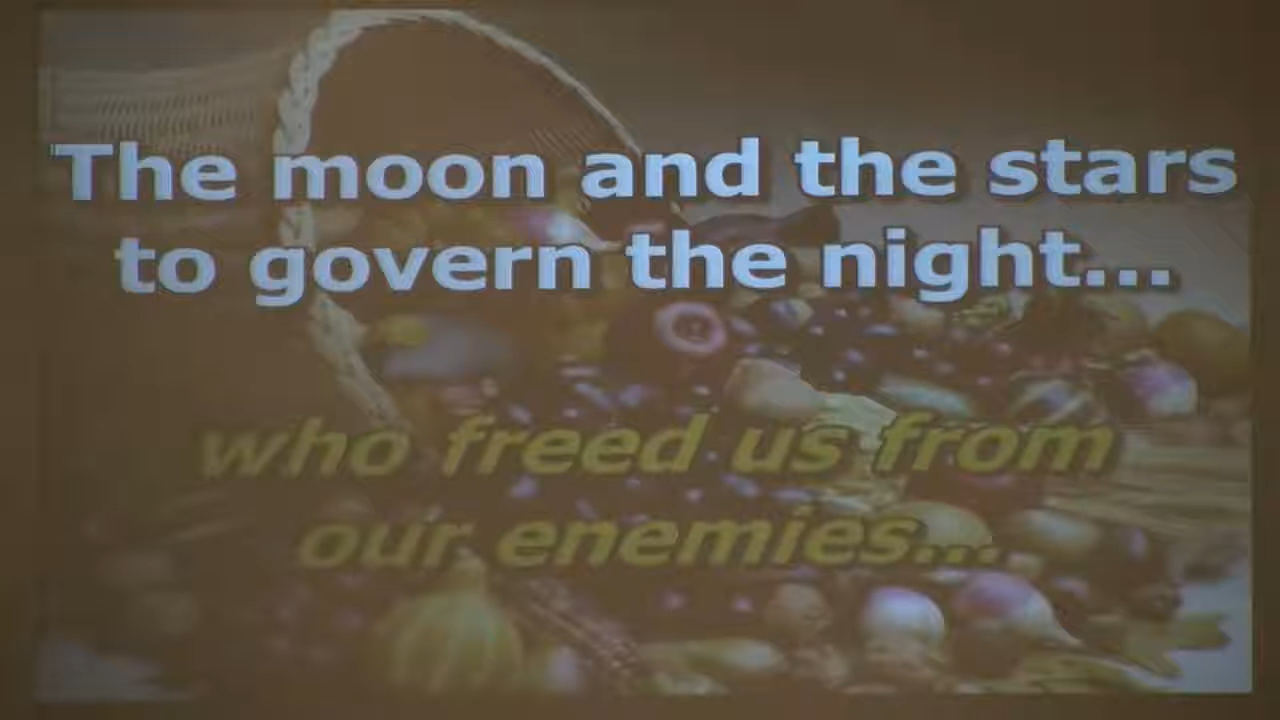 The moon and the stars
to govern the night...
who freed us from
our enemies...